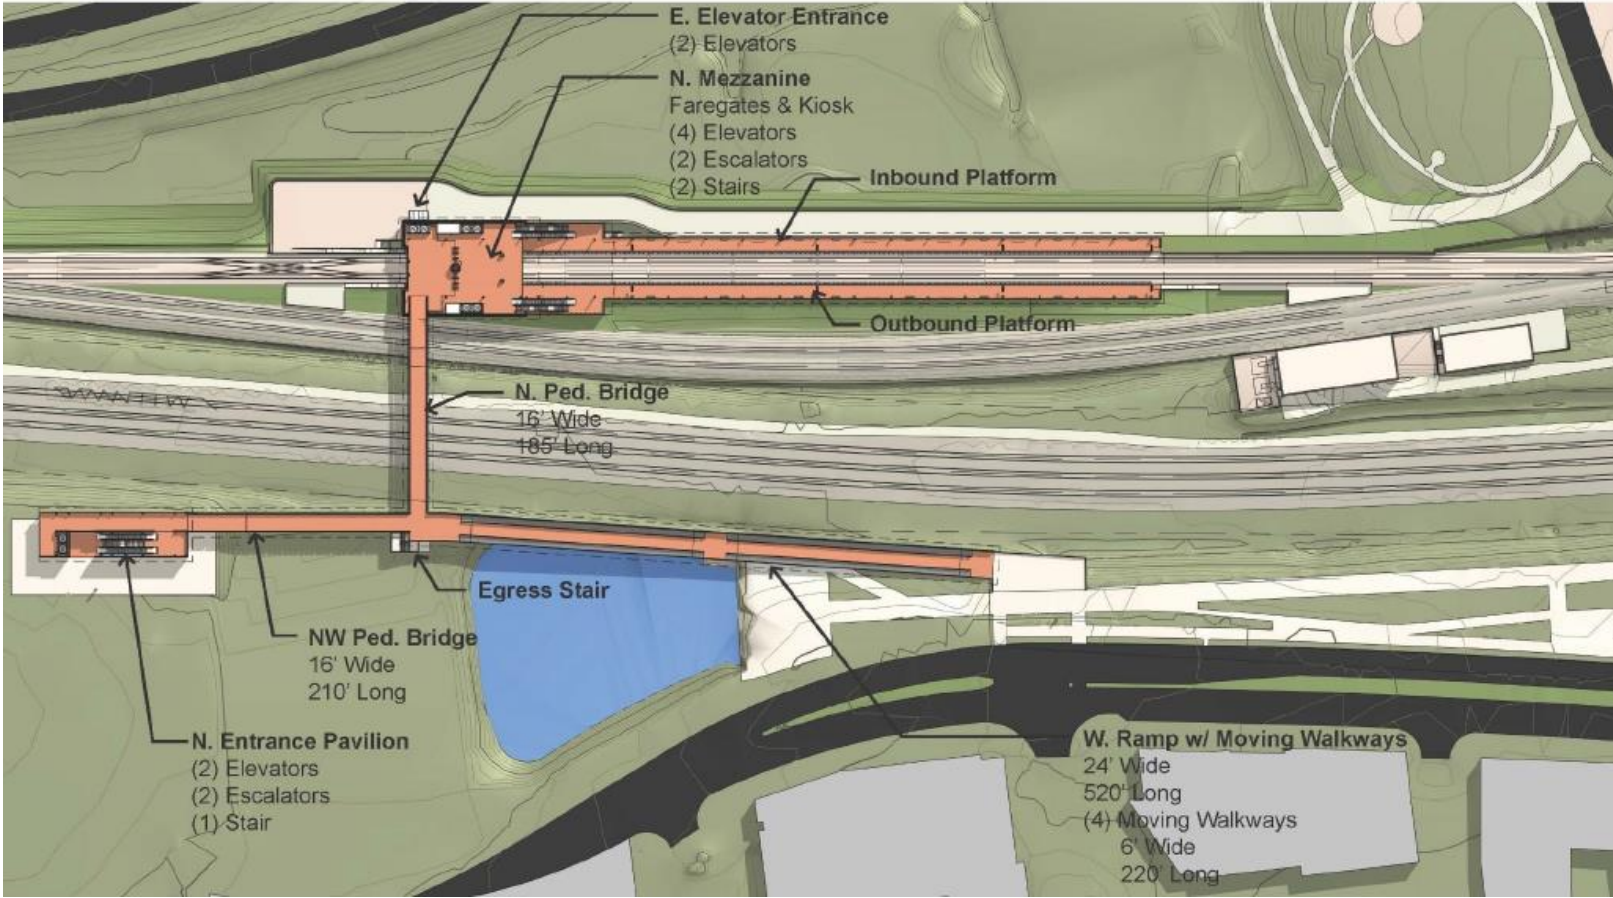 E. Elevator Entrance
(2) Elevators
N. Mezzanine
Faregates & Kiosk
(4) Elevators
(2) Escalators
(2) Stairs
Inbound Platform
Outbound Platform
N. Ped. Bridge
16' Wide
185' Long
Egress Stair
NW Ped. Bridge
16' Wide
210' Long
N. Entrance Pavilion
(2) Elevators
(2) Escalators
(1) Stair
W. Ramp w/ Moving Walkways
24' Wide
520' Long
(4) Moving Walkways
6' Wide
220' Long